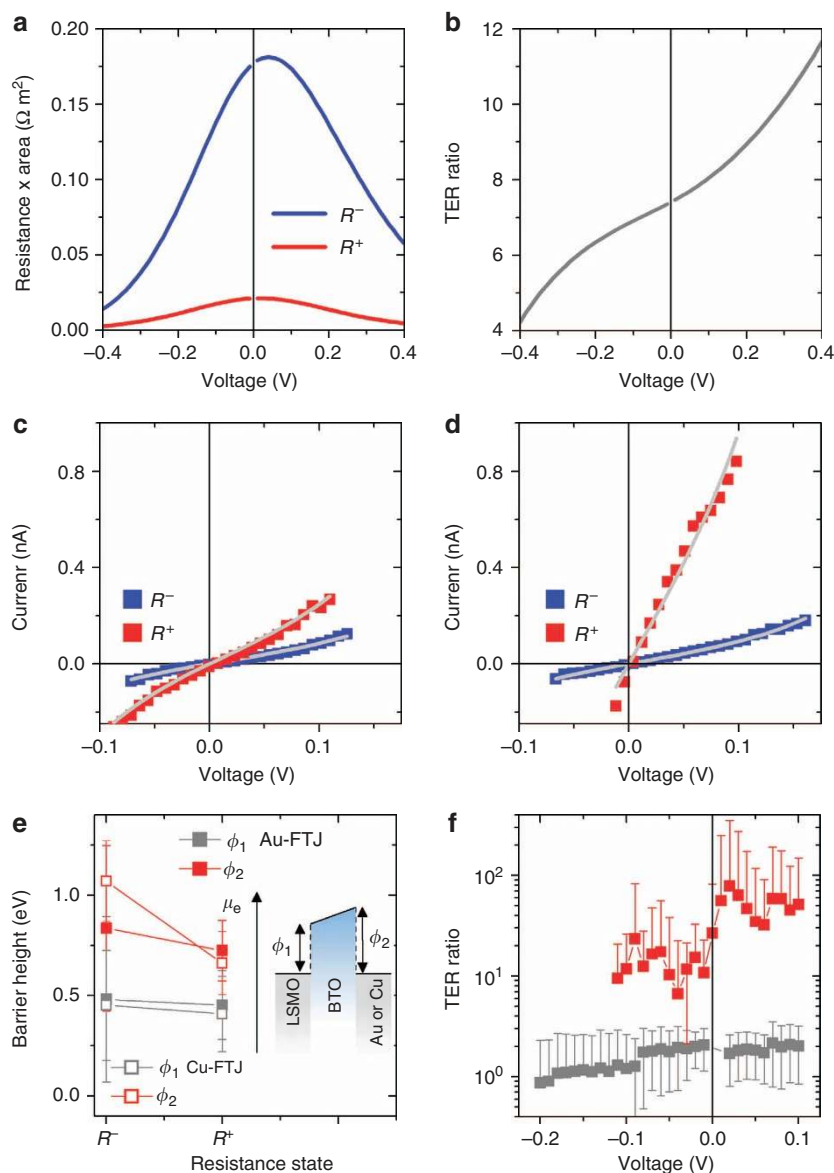 a
0.20
0.15
0.10
0.05
0.00
Resistance x area (Ω m²)
R⁻
R⁺
−0.4 −0.2 0.0 0.2 0.4
Voltage (V)
b
12
10
8
6
4
TER ratio
−0.4 −0.2 0.0 0.2 0.4
Voltage (V)
c
0.8
0.4
0.0
Currenr (nA)
R⁻
R⁺
−0.1 0.0 0.1
Voltage (V)
d
0.8
0.4
0.0
Currenr (nA)
R⁻
R⁺
−0.1 0.0 0.1
Voltage (V)
e
ϕ₁ Au-FTJ
ϕ₂
1.0
0.5
0.0
Barrier height (eV)
μₑ
ϕ₁
ϕ₂
LSMO
BTO
Au or Cu
ϕ₁ Cu-FTJ
ϕ₂
R⁻ R⁺
Resistance state
f
10²
10¹
10⁰
TER ratio
−0.2 −0.1 0.0 0.1
Voltage (V)